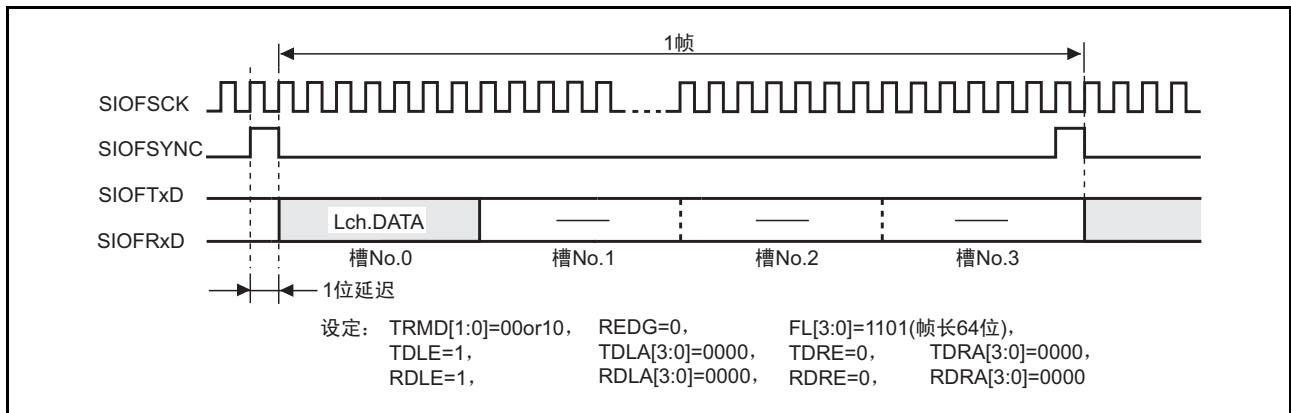 1帧
SIOFSCK
SIOFSYNC
SIOFTxD
SIOFRxD
Lch.DATA
槽No.0 槽No.1 槽No.2 槽No.3
1位延迟
设定： TRMD[1:0]=00or10， REDG=0， FL[3:0]=1101(帧长64位)，
TDLE=1， TDLA[3:0]=0000， TDRE=0， TDRA[3:0]=0000，
RDLE=1， RDLA[3:0]=0000， RDRE=0， RDRA[3:0]=0000